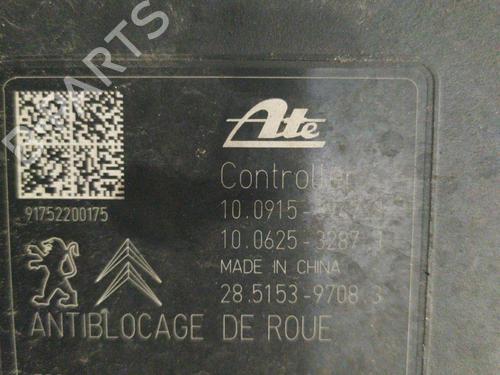 Ate
Controller
91752200175
10.0915-
10.0625-3287.1
MADE IN CHINA
28.5153-9708.3
ANTIBLOCAGE DE ROUE